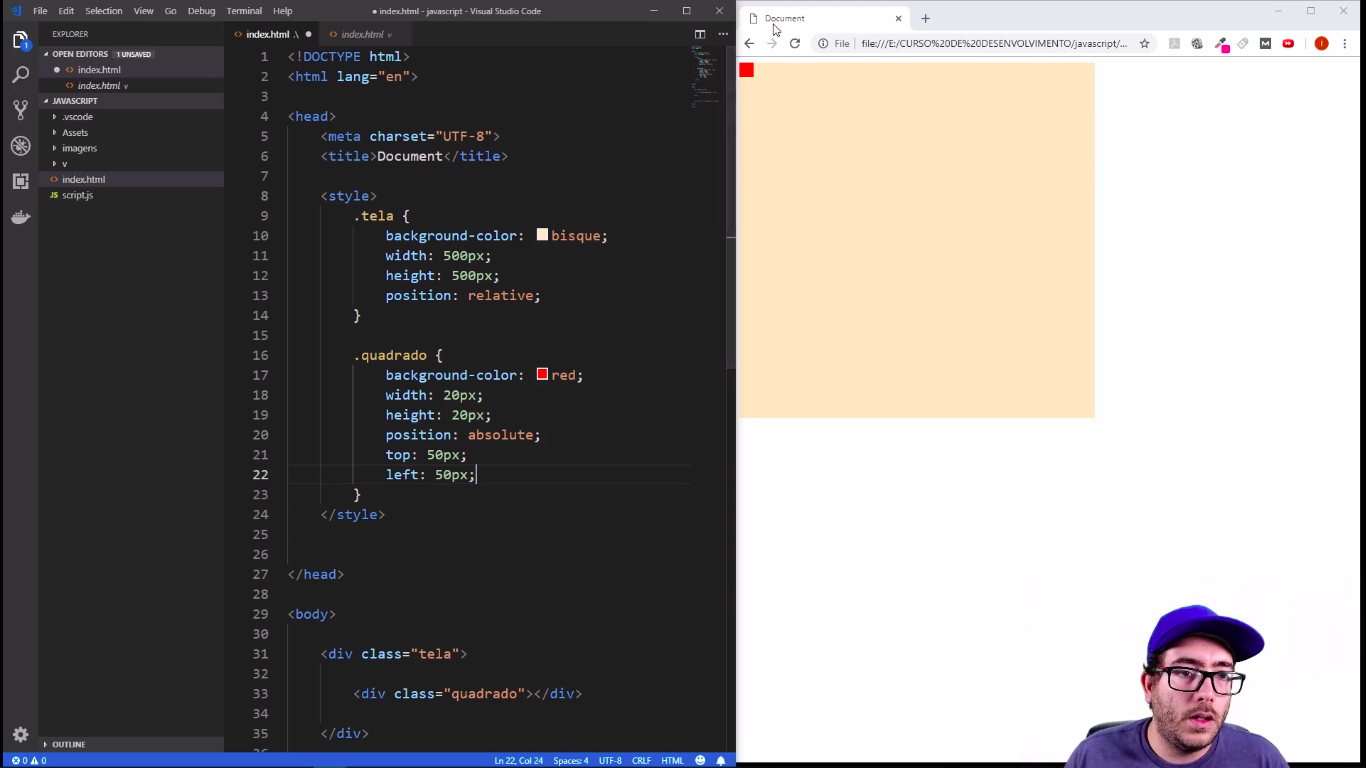 File Edit Selection View Go Debug Terminal Help
● index.html - javascript - Visual Studio Code
EXPLORER
OPEN EDITORS 1 UNSAVED
index.html
index.html v
JAVASCRIPT
.vscode
Assets
imagens
v
index.html
script.js
OUTLINE
index.html \ ●
index.html v
1 <!DOCTYPE html>
2 <html lang="en">
3
4 <head>
5 <meta charset="UTF-8">
6 <title>Document</title>
7
8 <style>
9 .tela {
10 background-color: bisque;
11 width: 500px;
12 height: 500px;
13 position: relative;
14 }
15
16 .quadrado {
17 background-color: red;
18 width: 20px;
19 height: 20px;
20 position: absolute;
21 top: 50px;
22 left: 50px;
23 }
24 </style>
25
26
27 </head>
28
29 <body>
30
31 <div class="tela">
32
33 <div class="quadrado"></div>
34
35 </div>
0 0
Ln 22, Col 24 Spaces: 4 UTF-8 CRLF HTML
1
Document
File file:///E:/CURSO%20DE%20DESENVOLVIMENTO/javascript/...